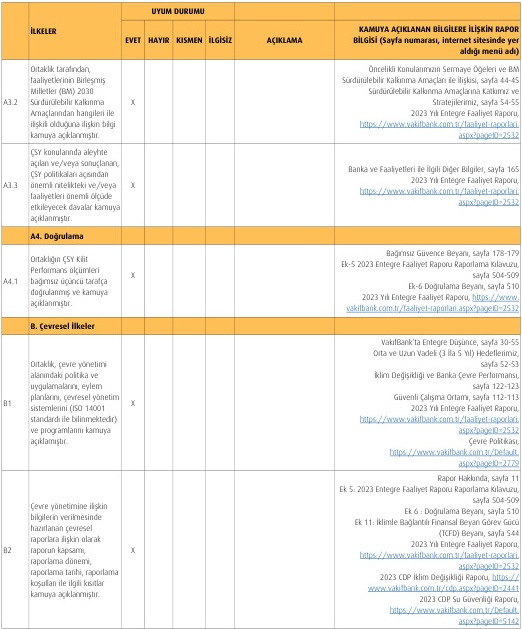 İLKELER
UYUM DURUMU
EVET
HAYIR
KISMEN
İLGİSİZ
AÇIKLAMA
KAMUYA AÇIKLANAN BİLGİLERE İLİŞKİN RAPOR
BİLGİSİ (Sayfa numarası, internet sitesinde yer
aldığı menü adı)
A3.2
Ortaklık tarafından,
faaliyetlerinin Birleşmiş
Milletler (BM) 2030
Sürdürülebilir Kalkınma
Amaçlarından hangileri ile
ilişkili olduğuna ilişkin bilgi
kamuya açıklanmıştır.
X
Öncelikli Konularımızın Sermaye Öğeleri ve BM
Sürdürülebilir Kalkınma Amaçları ile İlişkisi, sayfa 44-45
Sürdürülebilir Kalkınma Amaçlarına Katkımız ve
Stratejilerimiz, sayfa 54-55
2023 Yılı Entegre Faaliyet Raporu,
https://www.vakifbank.com.tr/faaliyet-raporlari.
aspx?pageID=2532
A3.3
ÇSY konularında aleyhte
açılan ve/veya sonuçlanan,
ÇSY politikaları açısından
önemli nitelikteki ve/veya
faaliyetleri önemli ölçüde
etkileyecek davalar kamuya
açıklanmıştır.
X
Banka ve Faaliyetleri ile İlgili Diğer Bilgiler, sayfa 165
2023 Yılı Entegre Faaliyet Raporu,
https://www.vakifbank.com.tr/faaliyet-raporlari.
aspx?pageID=2532
A4. Doğrulama
A4.1
Ortaklığın ÇSY Kilit
Performans ölçümleri
bağımsız üçüncü tarafça
doğrulanmış ve kamuya
açıklanmıştır.
X
Bağımsız Güvence Beyanı, sayfa 178-179
Ek-5 2023 Entegre Faaliyet Raporu Raporlama Kılavuzu,
sayfa 504-509
Ek-6 Doğrulama Beyanı, sayfa 510
2023 Yılı Entegre Faaliyet Raporu, https://www.
vakifbank.com.tr/faaliyet-raporlari.aspx?pageID=2532
B. Çevresel İlkeler
B1
Ortaklık, çevre yönetimi
alanındaki politika ve
uygulamalarını, eylem
planlarını, çevresel yönetim
sistemlerini (ISO 14001
standardı ile bilinmektedir)
ve programlarını kamuya
açıklamıştır.
X
VakıfBank'ta Entegre Düşünce, sayfa 30-55
Orta ve Uzun Vadeli (3 İla 5 Yıl) Hedeflerimiz,
sayfa 52-53
İklim Değişikliği ve Banka Çevre Performansı,
sayfa 122-123
Güvenli Çalışma Ortamı, sayfa 112-113
2023 Yılı Entegre Faaliyet Raporu,
https://www.vakifbank.com.tr/faaliyet-raporlari.
aspx?pageID=2532
Çevre Politikası,
https://www.vakifbank.com.tr/Default.
aspx?pageID=2779
B2
Çevre yönetimine ilişkin
bilgilerin verilmesinde
hazırlanan çevresel
raporlara ilişkin olarak
raporun kapsamı,
raporlama dönemi,
raporlama tarihi, raporlama
koşulları ile ilgili kısıtlar
kamuya açıklanmıştır.
X
Rapor Hakkında, sayfa 11
Ek 5: 2023 Entegre Faaliyet Raporu Raporlama Kılavuzu,
sayfa 504-509
Ek 6 : Doğrulama Beyanı, sayfa 510
Ek 11: İklimle Bağlantılı Finansal Beyan Görev Gücü
(TCFD) Beyanı, sayfa 544
2023 Yılı Entegre Faaliyet Raporu,
https://www.vakifbank.com.tr/faaliyet-raporlari.
aspx?pageID=2532
2023 CDP İklim Değişikliği Raporu, https://
www.vakifbank.com.tr/cdp.aspx?pageID=2441
2023 CDP Su Güvenliği Raporu,
https://www.vakifbank.com.tr/Default.
aspx?pageID=5142